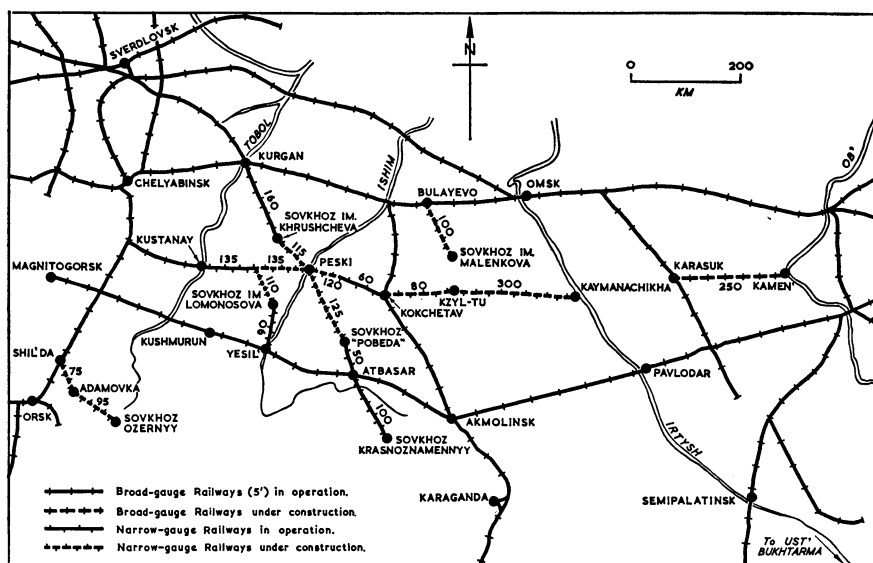 SVERDLOVSK
N
0 200
KM
TOBOL
KURGAN
ISHIM
OB'
CHELYABINSK
BULAYEVO
OMSK
160
100
SOVKHOZ IM.
KHRUSHCHEVA
SOVKHOZ IM.
MALENKOVA
KUSTANAY
115
135
135
PESKI
KARASUK
KAMEN'
MAGNITOGORSK
110
120
60
80
300
250
KZYL-TU
KAYMANACHIKHA
SOVKHOZ IM
LOMONOSOVA
125
KOKCHETAV
90
KUSHMURUN
YESIL'
SOVKHOZ
"POBEDA"
50
SHIL'DA
75
ADAMOVKA
95
ATBASAR
PAVLODAR
ORSK
SOVKHOZ
OZERNYY
100
AKMOLINSK
SOVKHOZ
KRASNOZNAMENNYY
IRTYSH
KARAGANDA
SEMIPALATINSK
Broad-gauge Railways (5') in operation.
Broad-gauge Railways under construction.
Narrow-gauge Railways in operation.
Narrow-gauge Railways under construction.
To UST'
BUKHTARMA